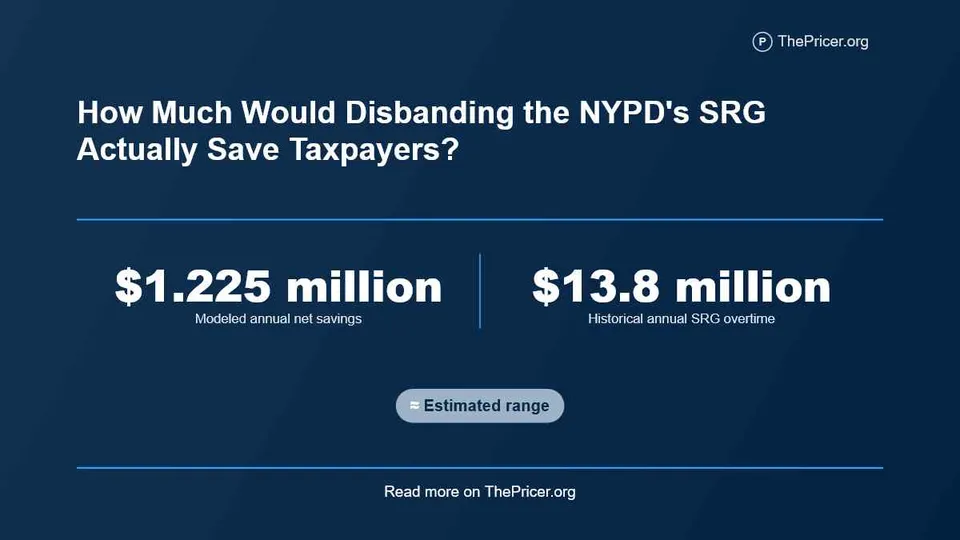 P ThePricer.org
How Much Would Disbanding the NYPD's SRG
Actually Save Taxpayers?
$1.225 million
Modeled annual net savings
$13.8 million
Historical annual SRG overtime
≈ Estimated range
Read more on ThePricer.org